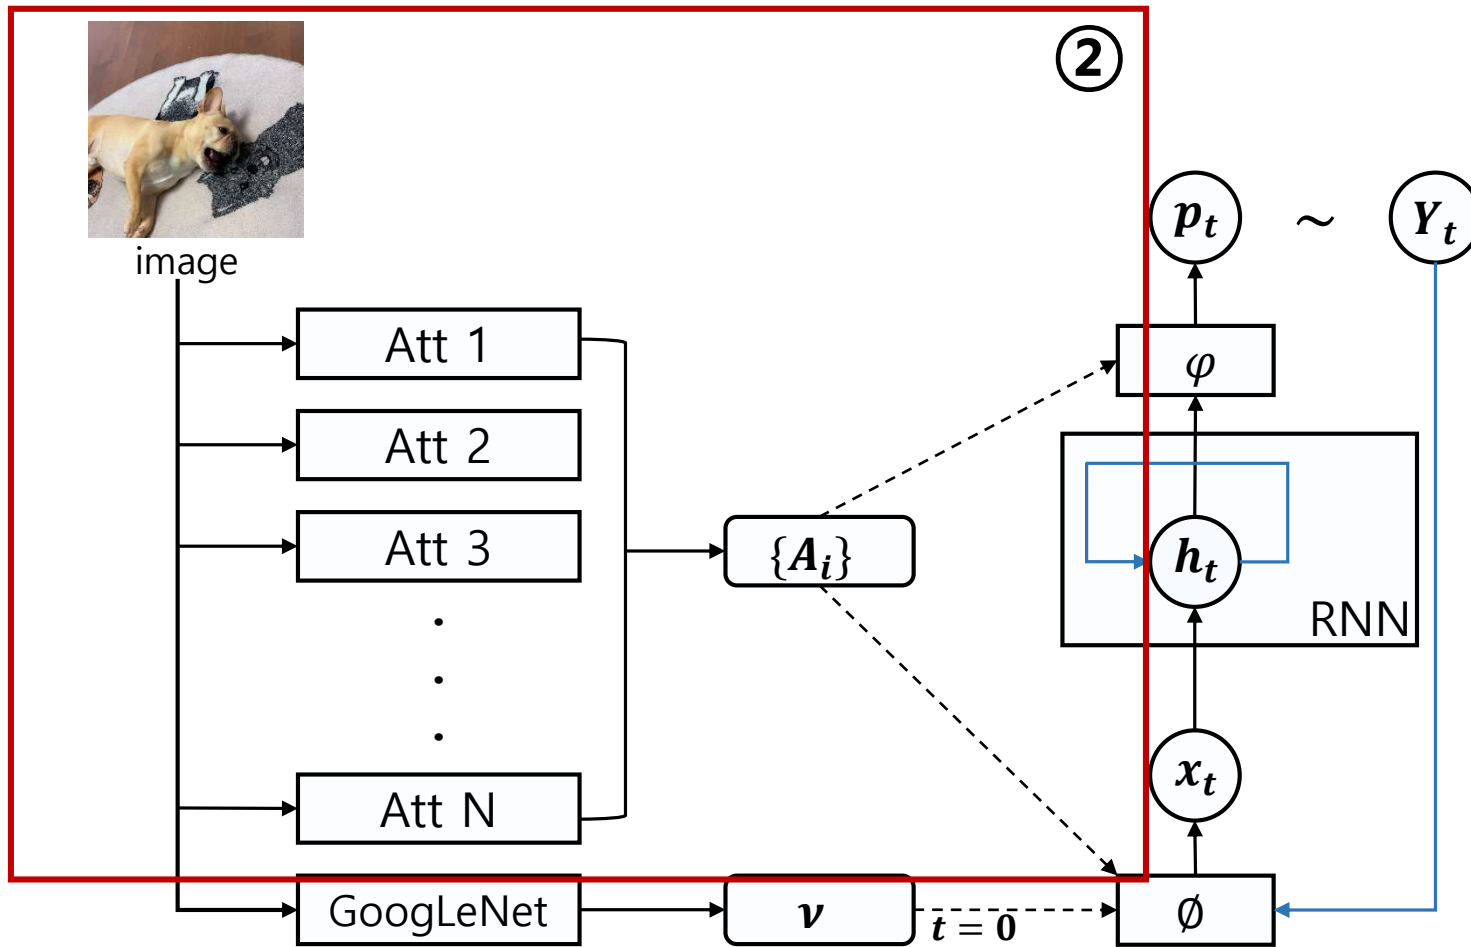 ②
image
Att 1
Att 2
Att 3
.
.
.
Att N
GoogLeNet
{A_i}
v
t = 0
p_t
~
Y_t
φ
h_t
RNN
x_t
∅